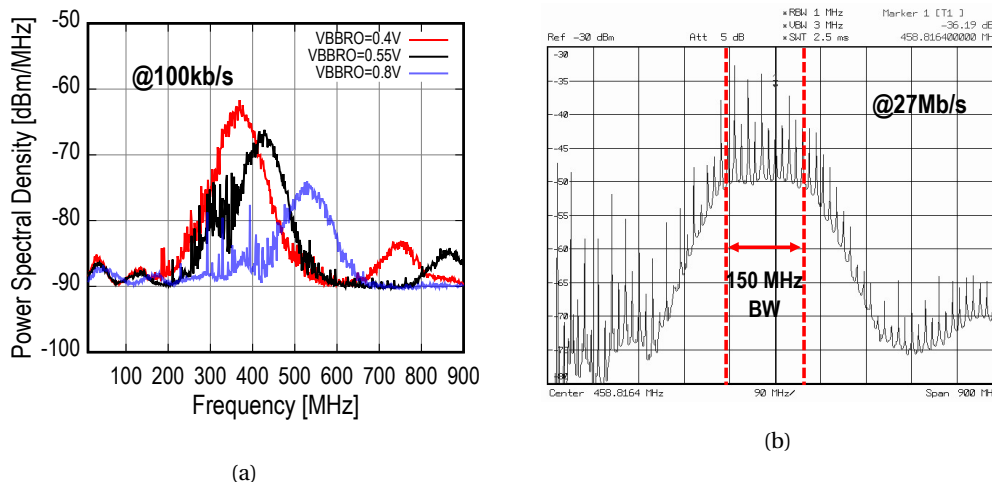 -50
-60
-70
-80
-90
-100
Power Spectral Density [dBm/MHz]
VBBRO=0.4V
VBBRO=0.55V
VBBRO=0.8V
@100kb/s
100 200 300 400 500 600 700 800 900
Frequency [MHz]
(a)
*RBW 1 MHz Marker 1 [T1 ]
*VBW 3 MHz -36.19 dB
Ref -30 dBm Att 5 dB *SWT 2.5 ms 458.816400000 MH
-30
-35
-40
-45
-50
-55
-60
-65
-70
-75
-80
1
@27Mb/s
150 MHz
BW
Center 458.8164 MHz 90 MHz/ Span 900 MH
(b)